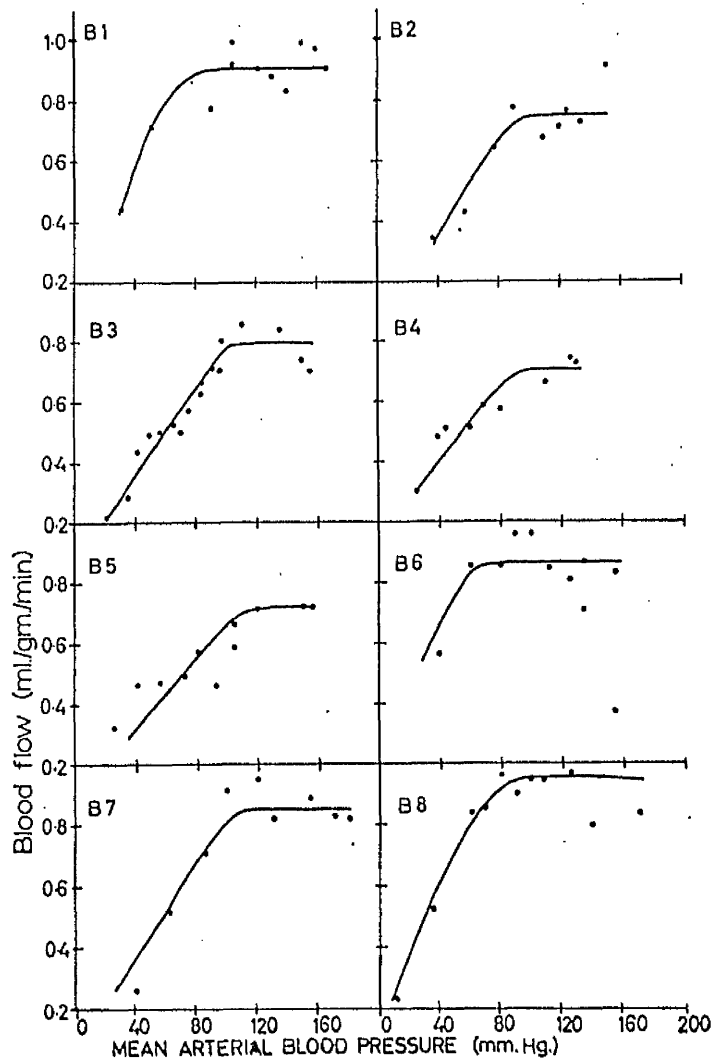 B1
B2
1·0
0·8
0·6
0·4
0·2
B3
B4
0·8
0·6
0·4
0·2
B5
B6
0·8
0·6
0·4
0·2
B7
B8
0·8
0·6
0·4
0·2
Blood flow (ml./gm./min)
0 40 80 120 160 0 40 80 120 160 200
MEAN ARTERIAL BLOOD PRESSURE (mm.Hg.)